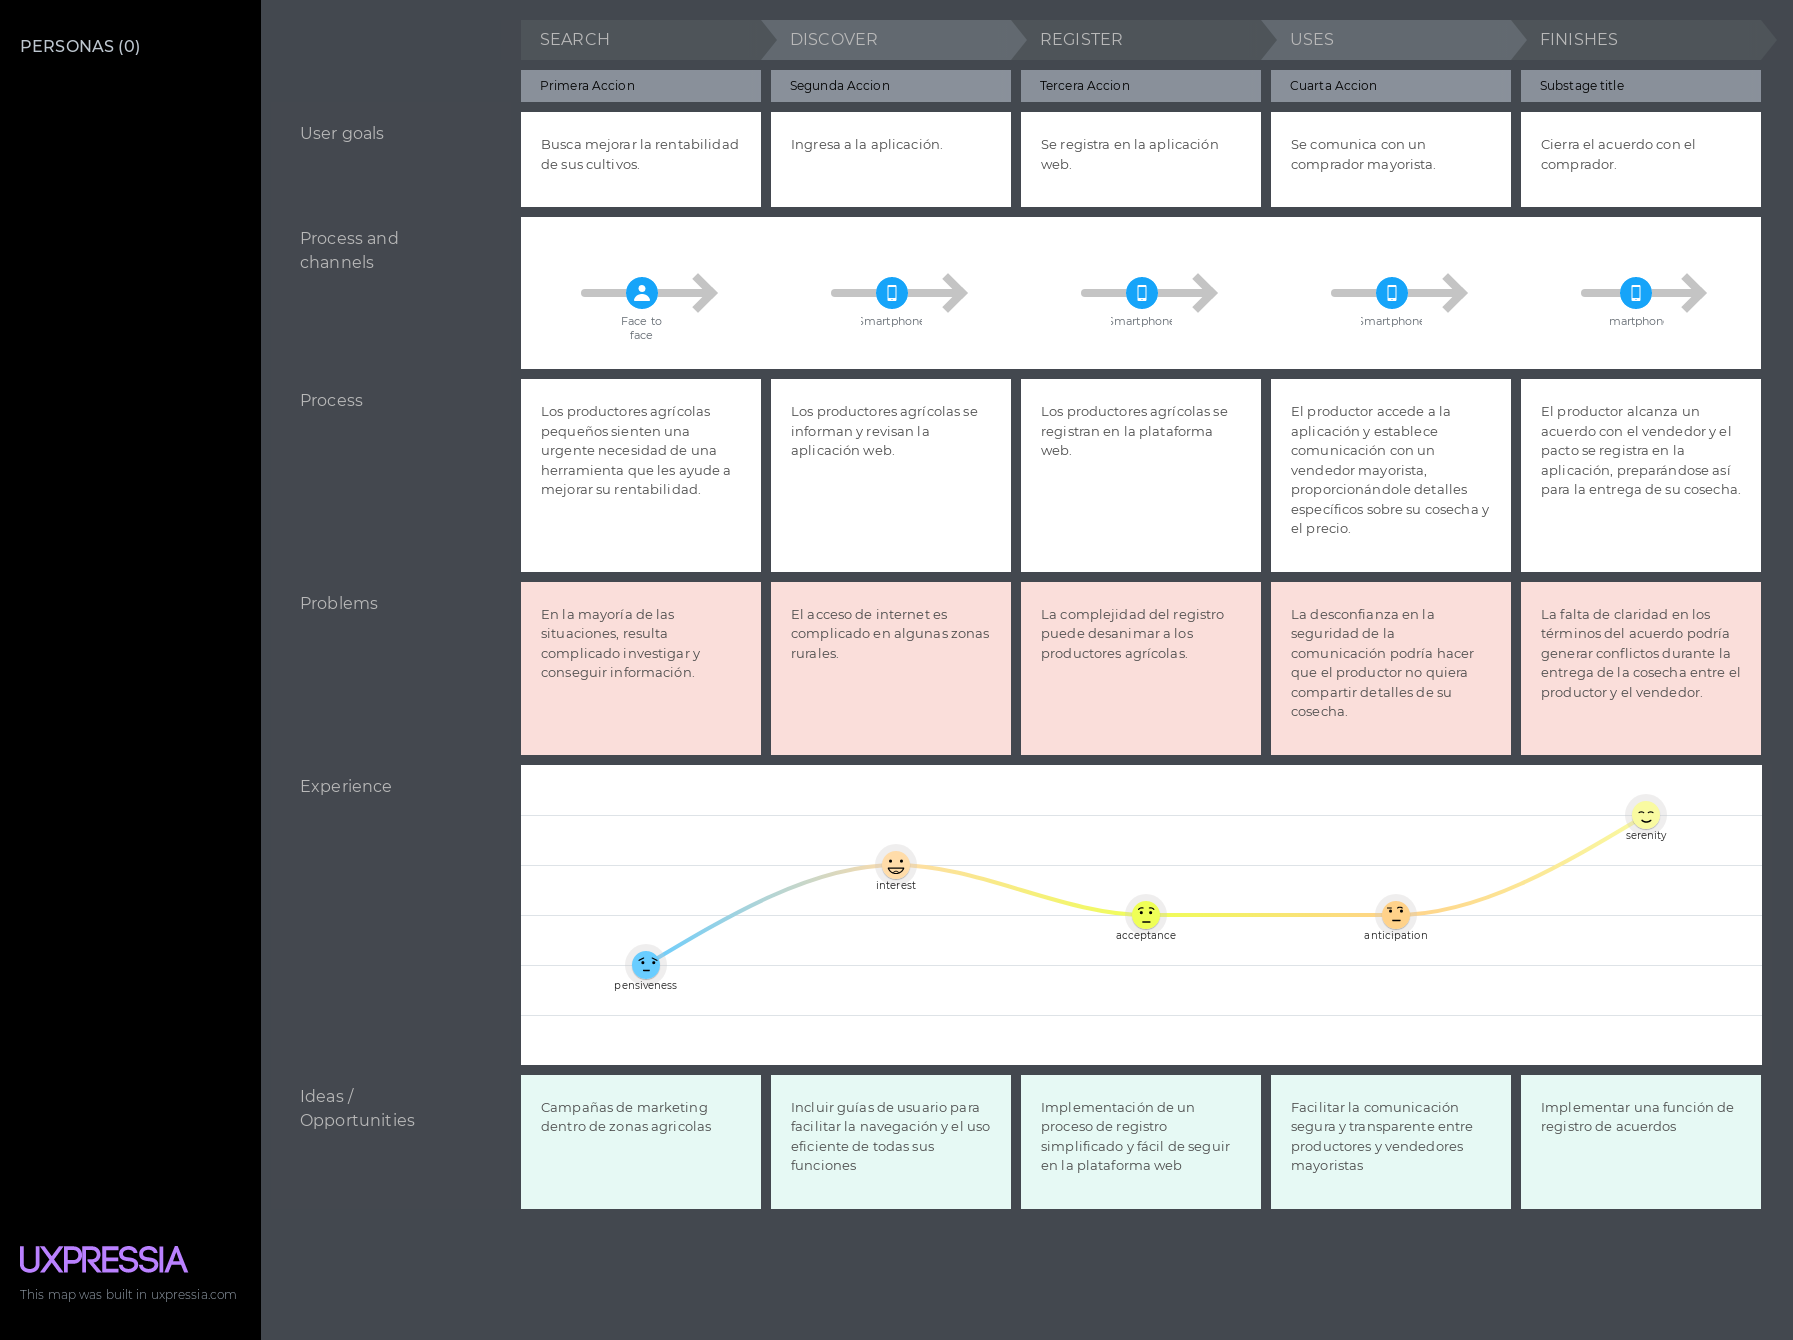 PERSONAS (0)
SEARCH
DISCOVER
REGISTER
USES
FINISHES
Primera Accion
Segunda Accion
Tercera Accion
Cuarta Accion
Substage title
User goals
Busca mejorar la rentabilidad
de sus cultivos.
Ingresa a la aplicación.
Se registra en la aplicación
web.
Se comunica con un
comprador mayorista.
Cierra el acuerdo con el
comprador.
Process and
channels
Face to
face
Smartphone
Smartphone
Smartphone
martphon
Process
Los productores agrícolas
pequeños sienten una
urgente necesidad de una
herramienta que les ayude a
mejorar su rentabilidad.
Los productores agrícolas se
informan y revisan la
aplicación web.
Los productores agrícolas se
registran en la plataforma
web.
El productor accede a la
aplicación y establece
comunicación con un
vendedor mayorista,
proporcionándole detalles
específicos sobre su cosecha y
el precio.
El productor alcanza un
acuerdo con el vendedor y el
pacto se registra en la
aplicación, preparándose así
para la entrega de su cosecha.
Problems
En la mayoría de las
situaciones, resulta
complicado investigar y
conseguir información.
El acceso de internet es
complicado en algunas zonas
rurales.
La complejidad del registro
puede desanimar a los
productores agrícolas.
La desconfianza en la
seguridad de la
comunicación podría hacer
que el productor no quiera
compartir detalles de su
cosecha.
La falta de claridad en los
términos del acuerdo podría
generar conflictos durante la
entrega de la cosecha entre el
productor y el vendedor.
Experience
pensiveness
interest
acceptance
anticipation
serenity
Ideas /
Opportunities
Campañas de marketing
dentro de zonas agricolas
Incluir guías de usuario para
facilitar la navegación y el uso
eficiente de todas sus
funciones
Implementación de un
proceso de registro
simplificado y fácil de seguir
en la plataforma web
Facilitar la comunicación
segura y transparente entre
productores y vendedores
mayoristas
Implementar una función de
registro de acuerdos
UXPRESSIA
This map was built in uxpressia.com